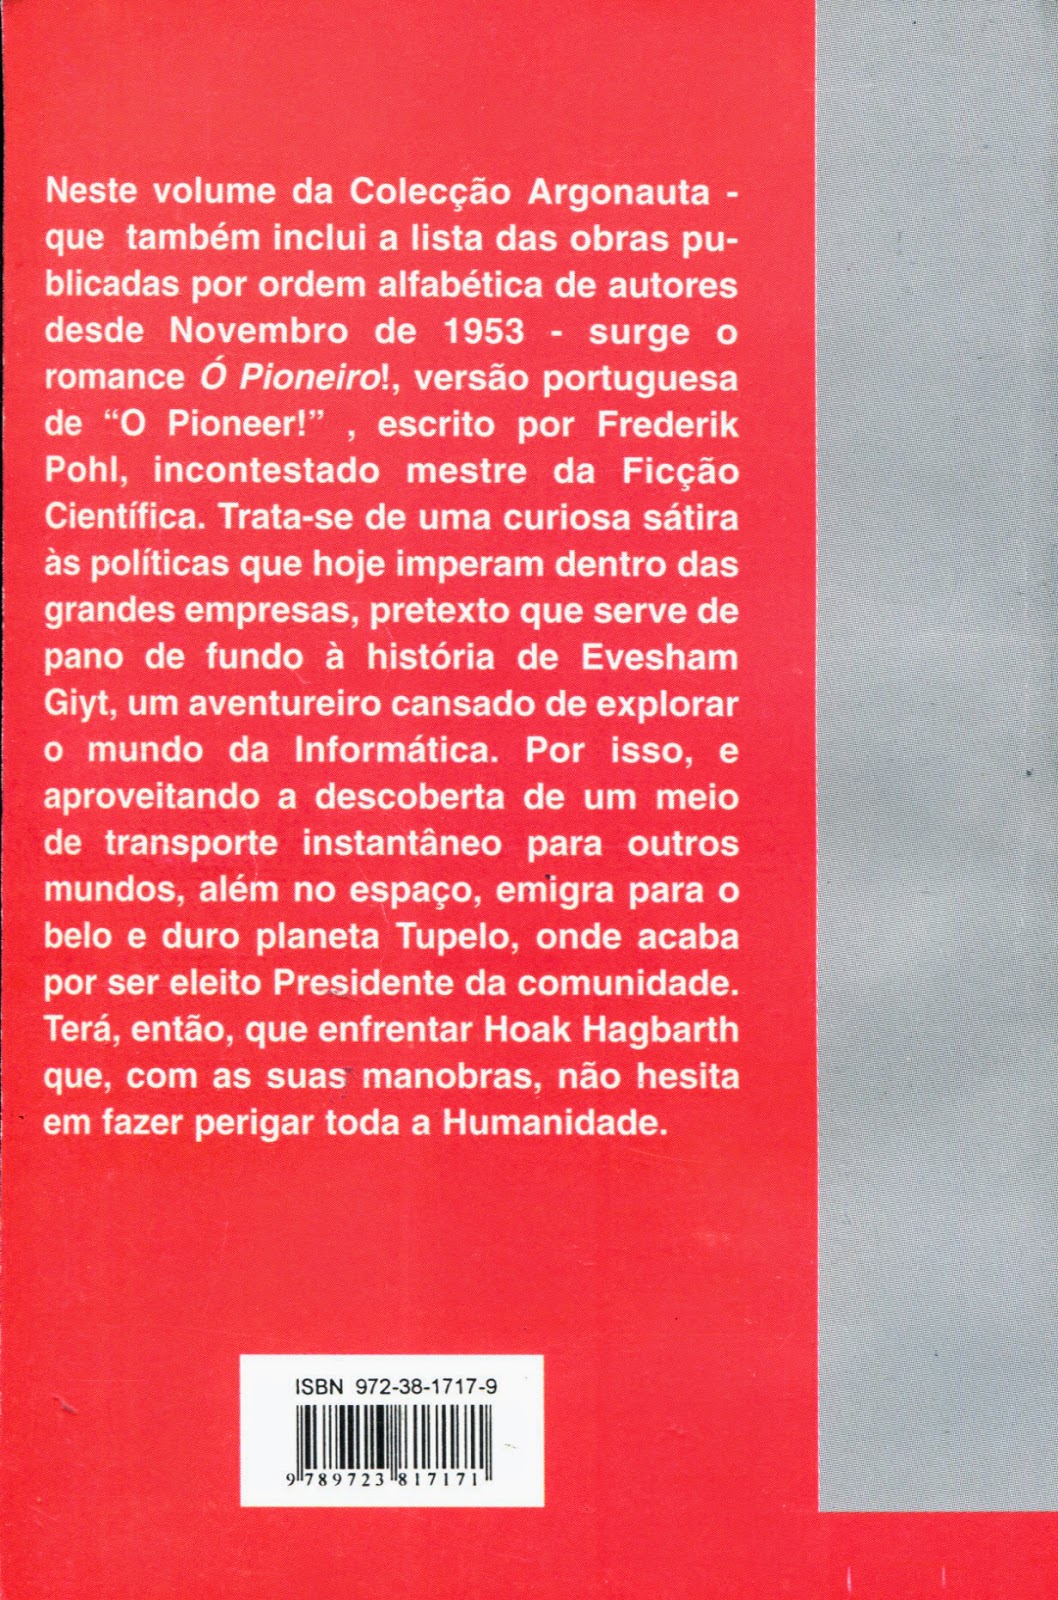 Neste volume da Colecção Argonauta -
que também inclui a lista das obras pu-
blicadas por ordem alfabética de autores
desde Novembro de 1953 - surge o
romance Ó Pioneiro!, versão portuguesa
de “O Pioneer!” , escrito por Frederik
Pohl, incontestado mestre da Ficção
Científica. Trata-se de uma curiosa sátira
às políticas que hoje imperam dentro das
grandes empresas, pretexto que serve de
pano de fundo à história de Evesham
Giyt, um aventureiro cansado de explorar
o mundo da Informática. Por isso, e
aproveitando a descoberta de um meio
de transporte instantâneo para outros
mundos, além no espaço, emigra para o
belo e duro planeta Tupelo, onde acaba
por ser eleito Presidente da comunidade.
Terá, então, que enfrentar Hoak Hagbarth
que, com as suas manobras, não hesita
em fazer perigar toda a Humanidade.
ISBN 972-38-1717-9
9 789723 817171